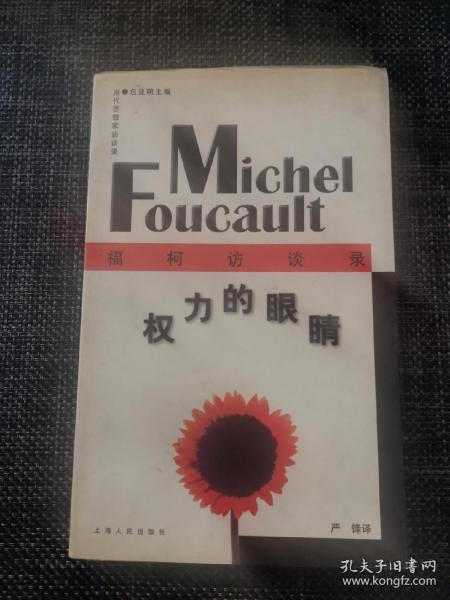 当代思想家访谈录
●包亚明主编
Michel
Foucault
福柯访谈录
权力的眼睛
上海人民出版社
严 锋译
孔夫子旧书网
www.kongfz.com